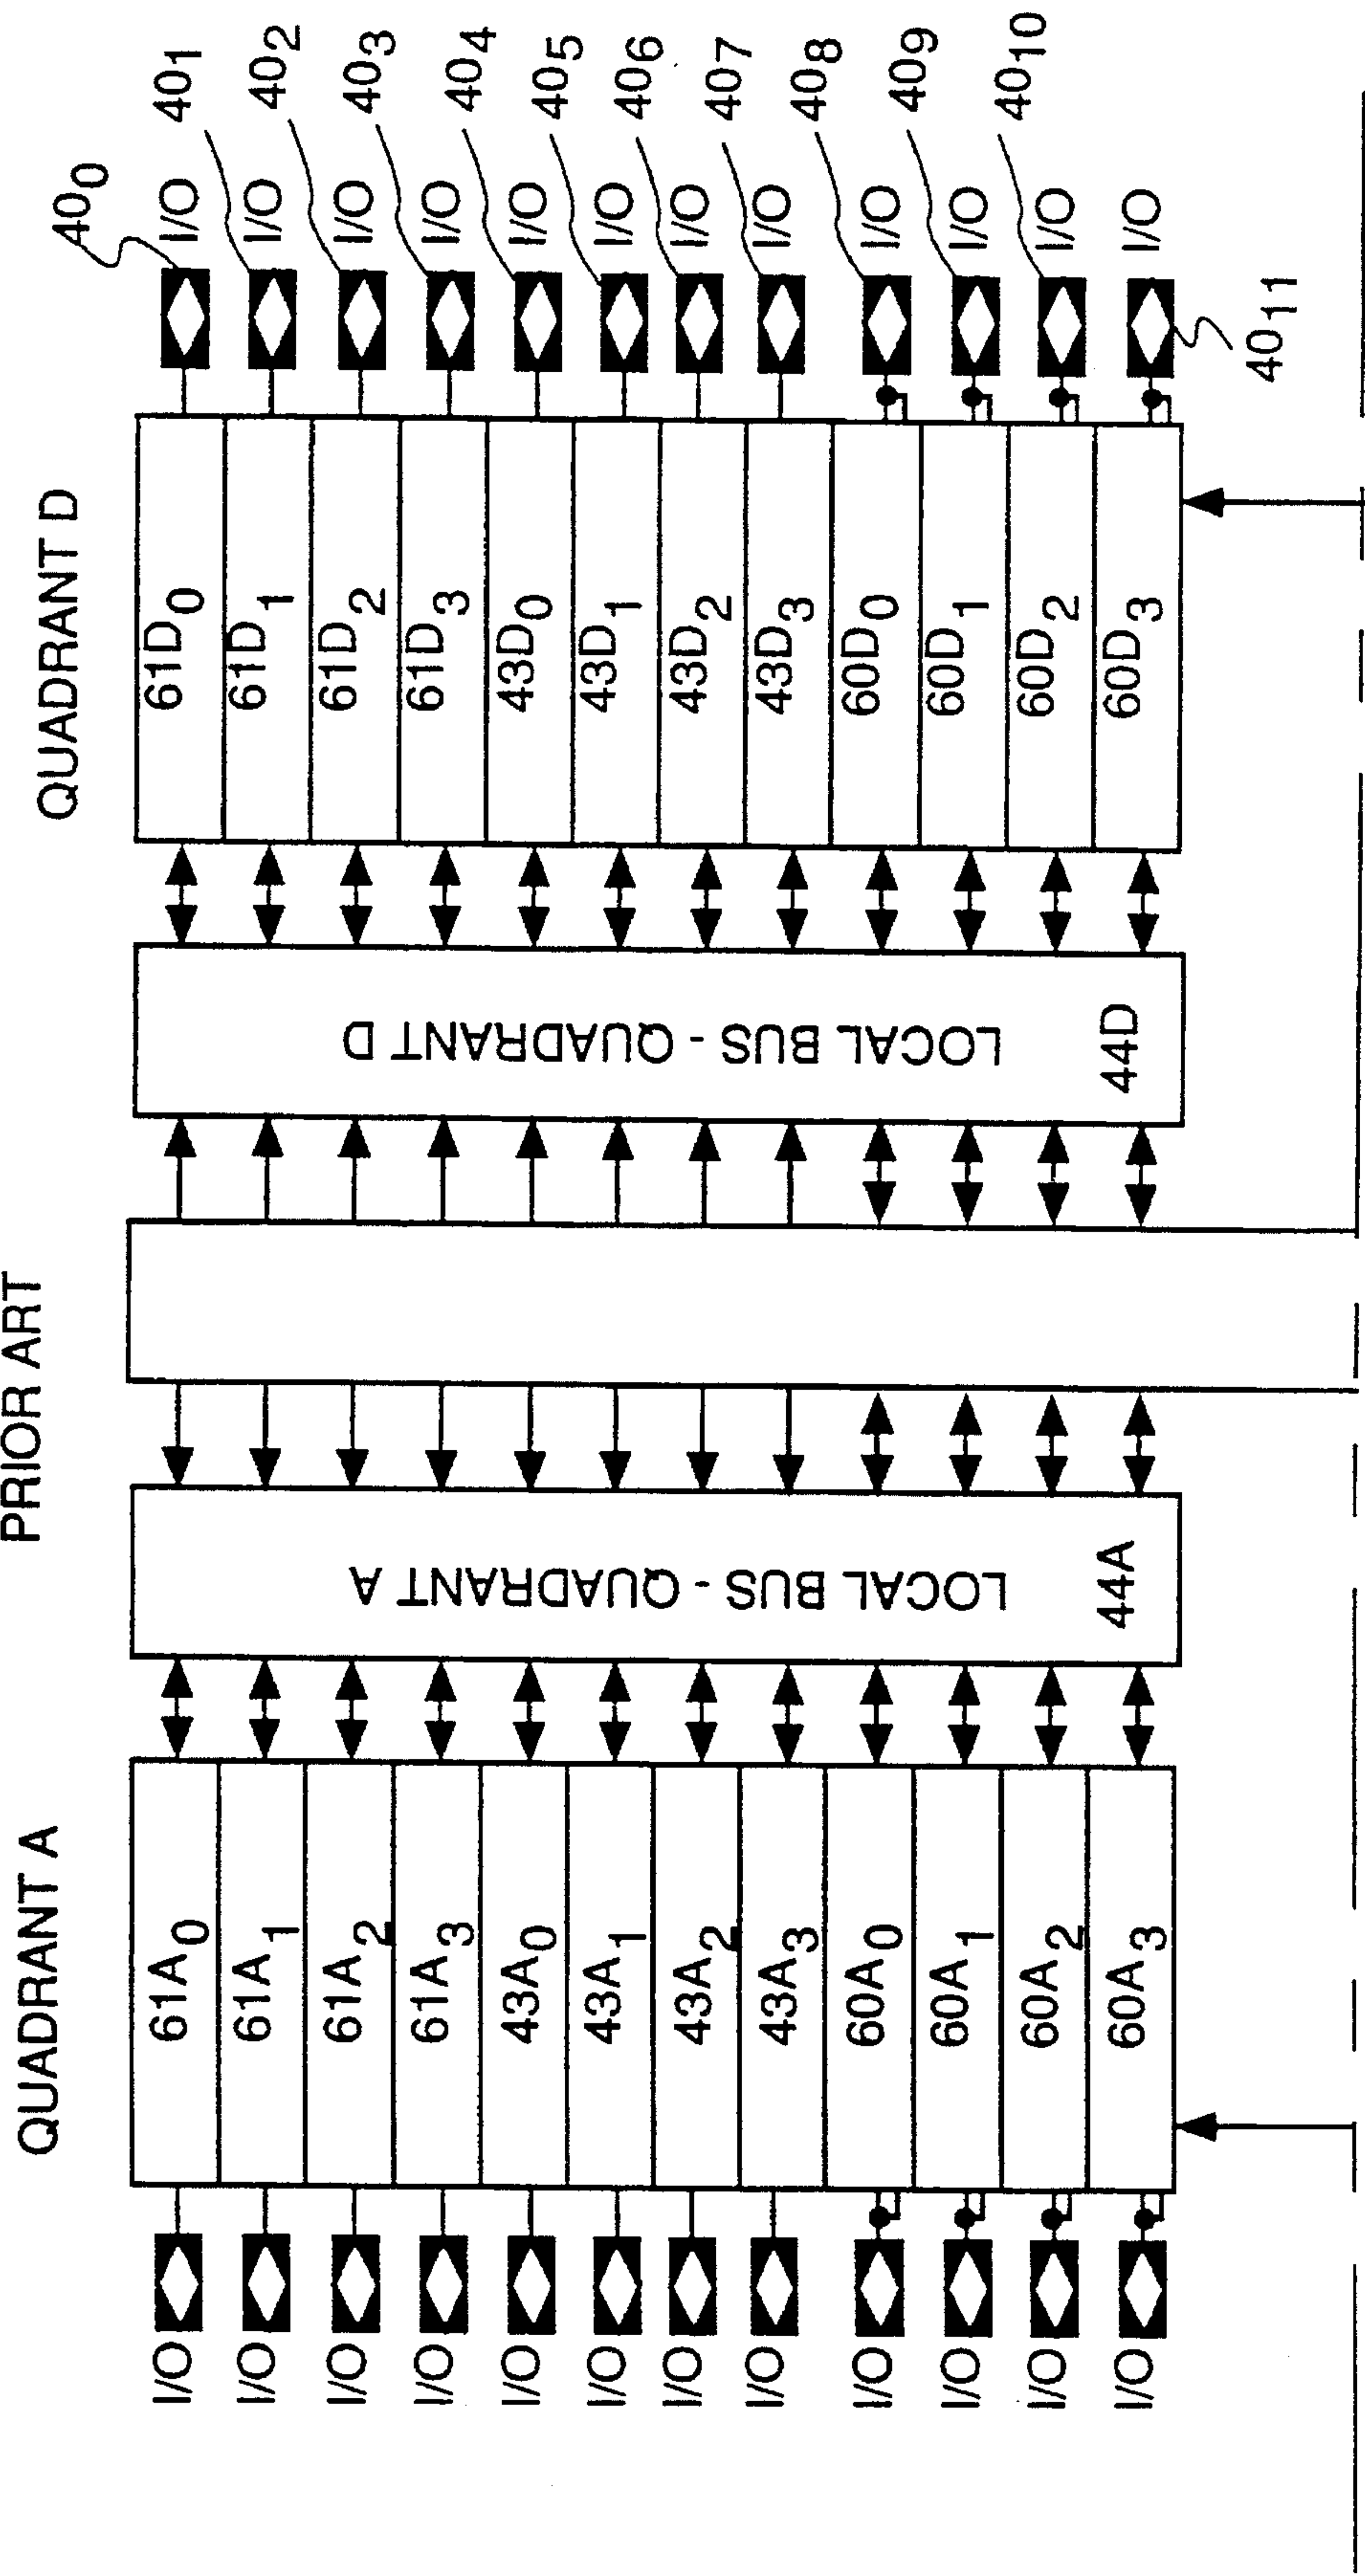 PRIOR ART
QUADRANT A
QUADRANT D
I/O
I/O
I/O
I/O
I/O
I/O
I/O
I/O
I/O
I/O
I/O
I/O
61A0
61A1
61A2
61A3
43A0
43A1
43A2
43A3
60A0
60A1
60A2
60A3
LOCAL BUS - QUADRANT A
44A
LOCAL BUS - QUADRANT D
44D
61D0
61D1
61D2
61D3
43D0
43D1
43D2
43D3
60D0
60D1
60D2
60D3
I/O
I/O
I/O
I/O
I/O
I/O
I/O
I/O
I/O
I/O
I/O
I/O
400
401
402
403
404
405
406
407
408
409
4010
4011